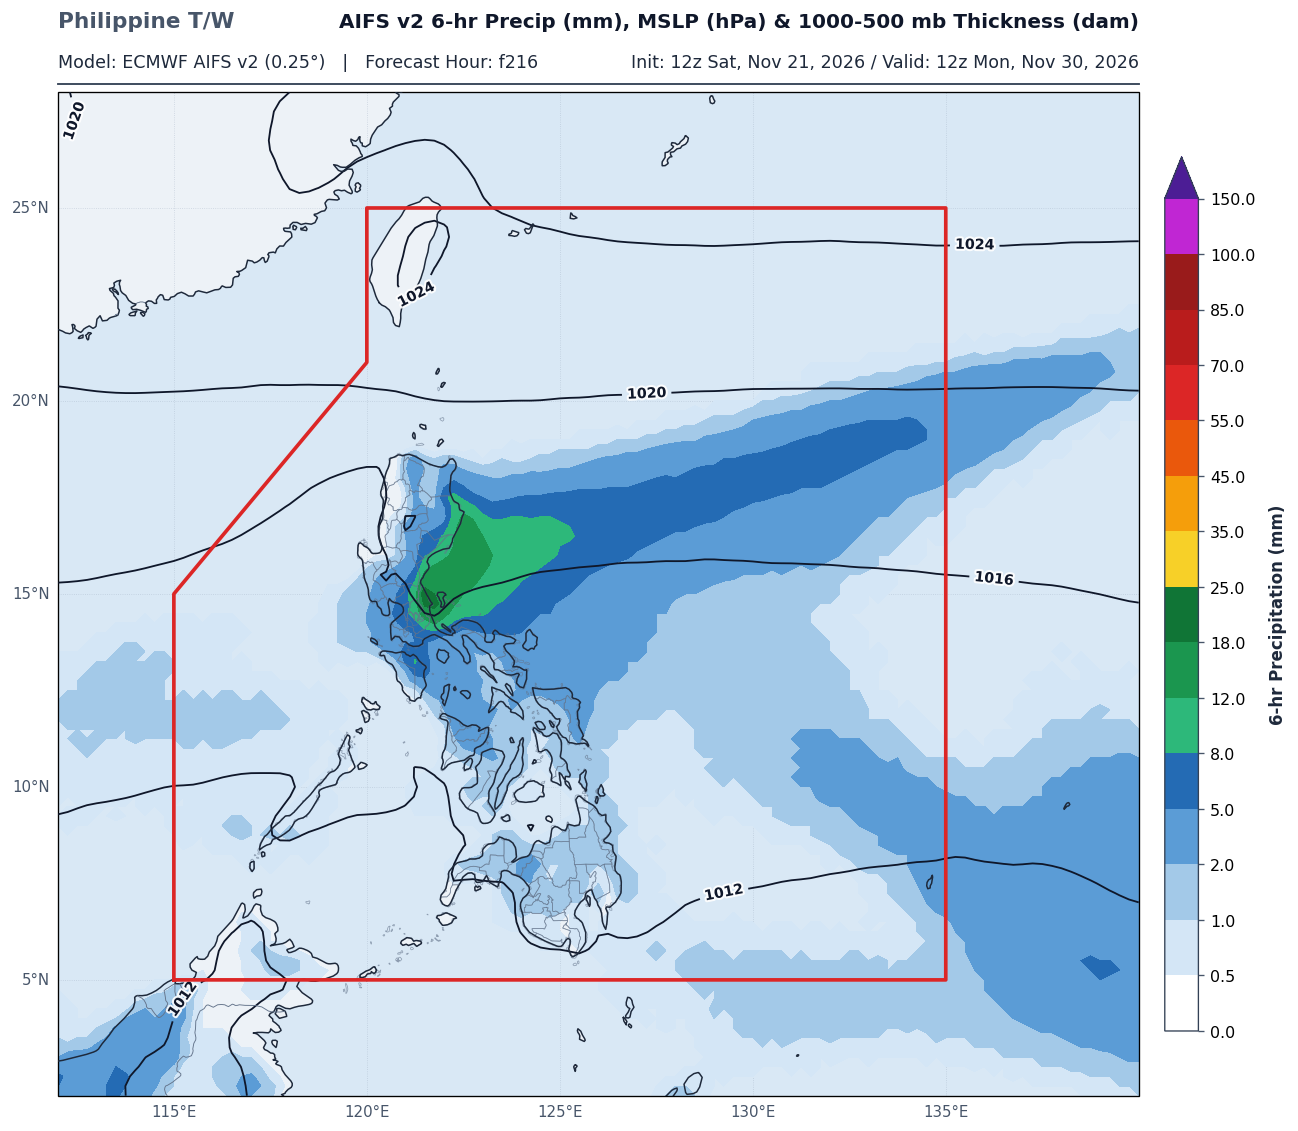 Philippine T/W
AIFS v2 6-hr Precip (mm), MSLP (hPa) & 1000-500 mb Thickness (dam)
Model: ECMWF AIFS v2 (0.25°) | Forecast Hour: f216
Init: 12z Sat, Nov 21, 2026 / Valid: 12z Mon, Nov 30, 2026
1020
25°N
1024
1024
20°N
1020
15°N
1016
10°N
1012
5°N
1012
115°E
120°E
125°E
130°E
135°E
150.0
100.0
85.0
70.0
55.0
45.0
35.0
25.0
18.0
12.0
8.0
5.0
2.0
1.0
0.5
0.0
6-hr Precipitation (mm)